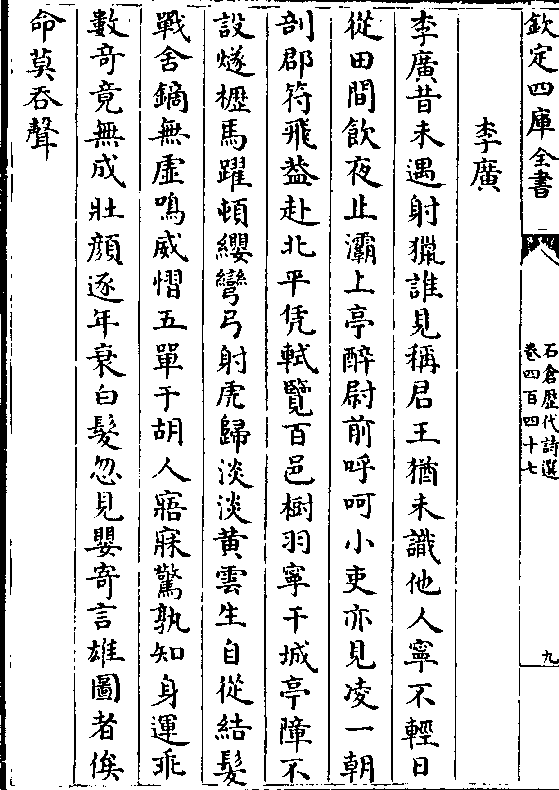 欽定四庫全書
石倉歷代詩選
卷四百四十七
九
李廣
李廣昔未遇射獵誰見稱君王猶未識他人寧不輕日
從田間飲夜止灞上亭醉尉前呼呵小吏亦見凌一朝
剖郡符飛葢赴北平凭軾覽百邑樹羽寧干城亭障不
設燧櫪馬躍頓纓彎弓射虎歸淡淡黄雲生自從結髮
戰舍鏑無虛鳴威慴五單于胡人寤寐驚孰知身運乖
數奇竟無成壯顔逐年衰白髮忽見嬰寄言雄圖者俟
命莫吞聲